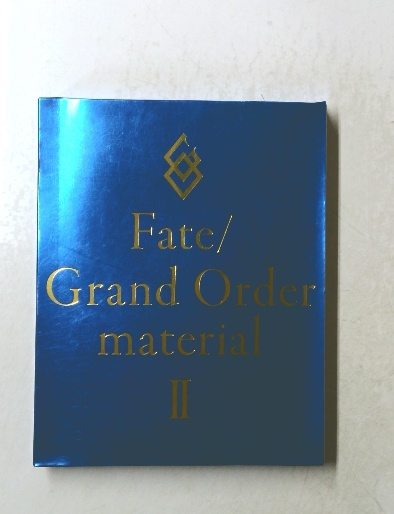 Fate/
Grand Order
material
Ⅱ